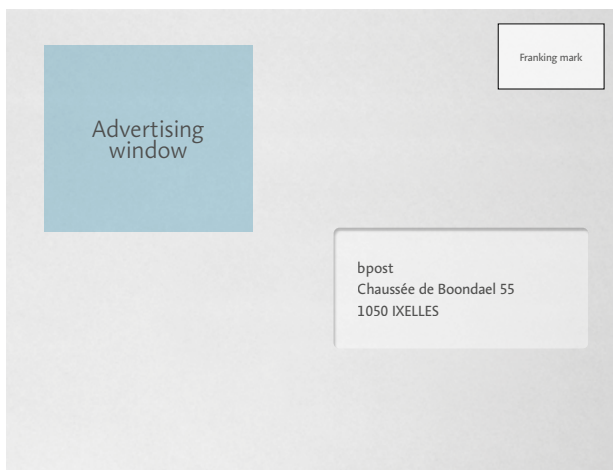 Franking mark
Advertising
window
bpost
Chaussée de Boondael 55
1050 IXELLES